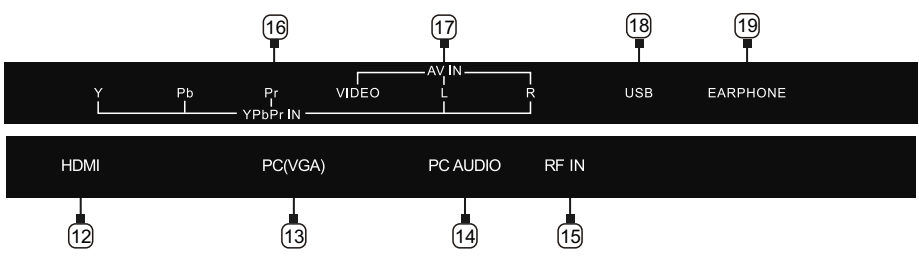 16 17 18 19
AV IN
Y Pb Pr VIDEO L R USB EARPHONE
YPbPr IN
HDMI PC(VGA) PC AUDIO RF IN
12 13 14 15